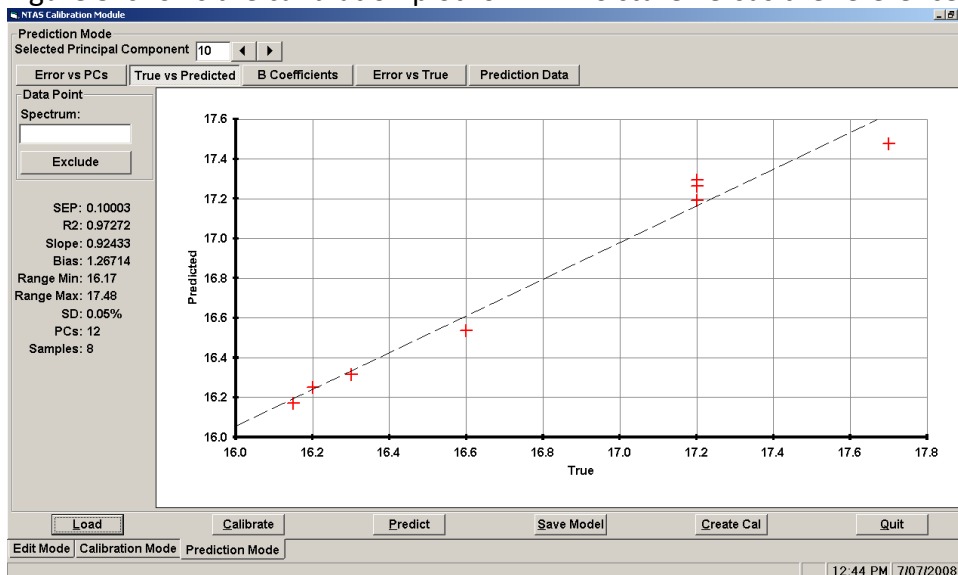 NTAS Calibration Module
Prediction Mode
Selected Principal Component 10
Error vs PCs True vs Predicted B Coefficients Error vs True Prediction Data
Data Point
Spectrum:
Exclude
SEP: 0.10003
R2: 0.97272
Slope: 0.92433
Bias: 1.26714
Range Min: 16.17
Range Max: 17.48
SD: 0.05%
PCs: 12
Samples: 8
Predicted
17.6
17.4
17.2
17.0
16.8
16.6
16.4
16.2
16.0
16.0 16.2 16.4 16.6 16.8 17.0 17.2 17.4 17.6 17.8
True
Load Calibrate Predict Save Model Create Cal Quit
Edit Mode Calibration Mode Prediction Mode
12:44 PM 7/07/2008